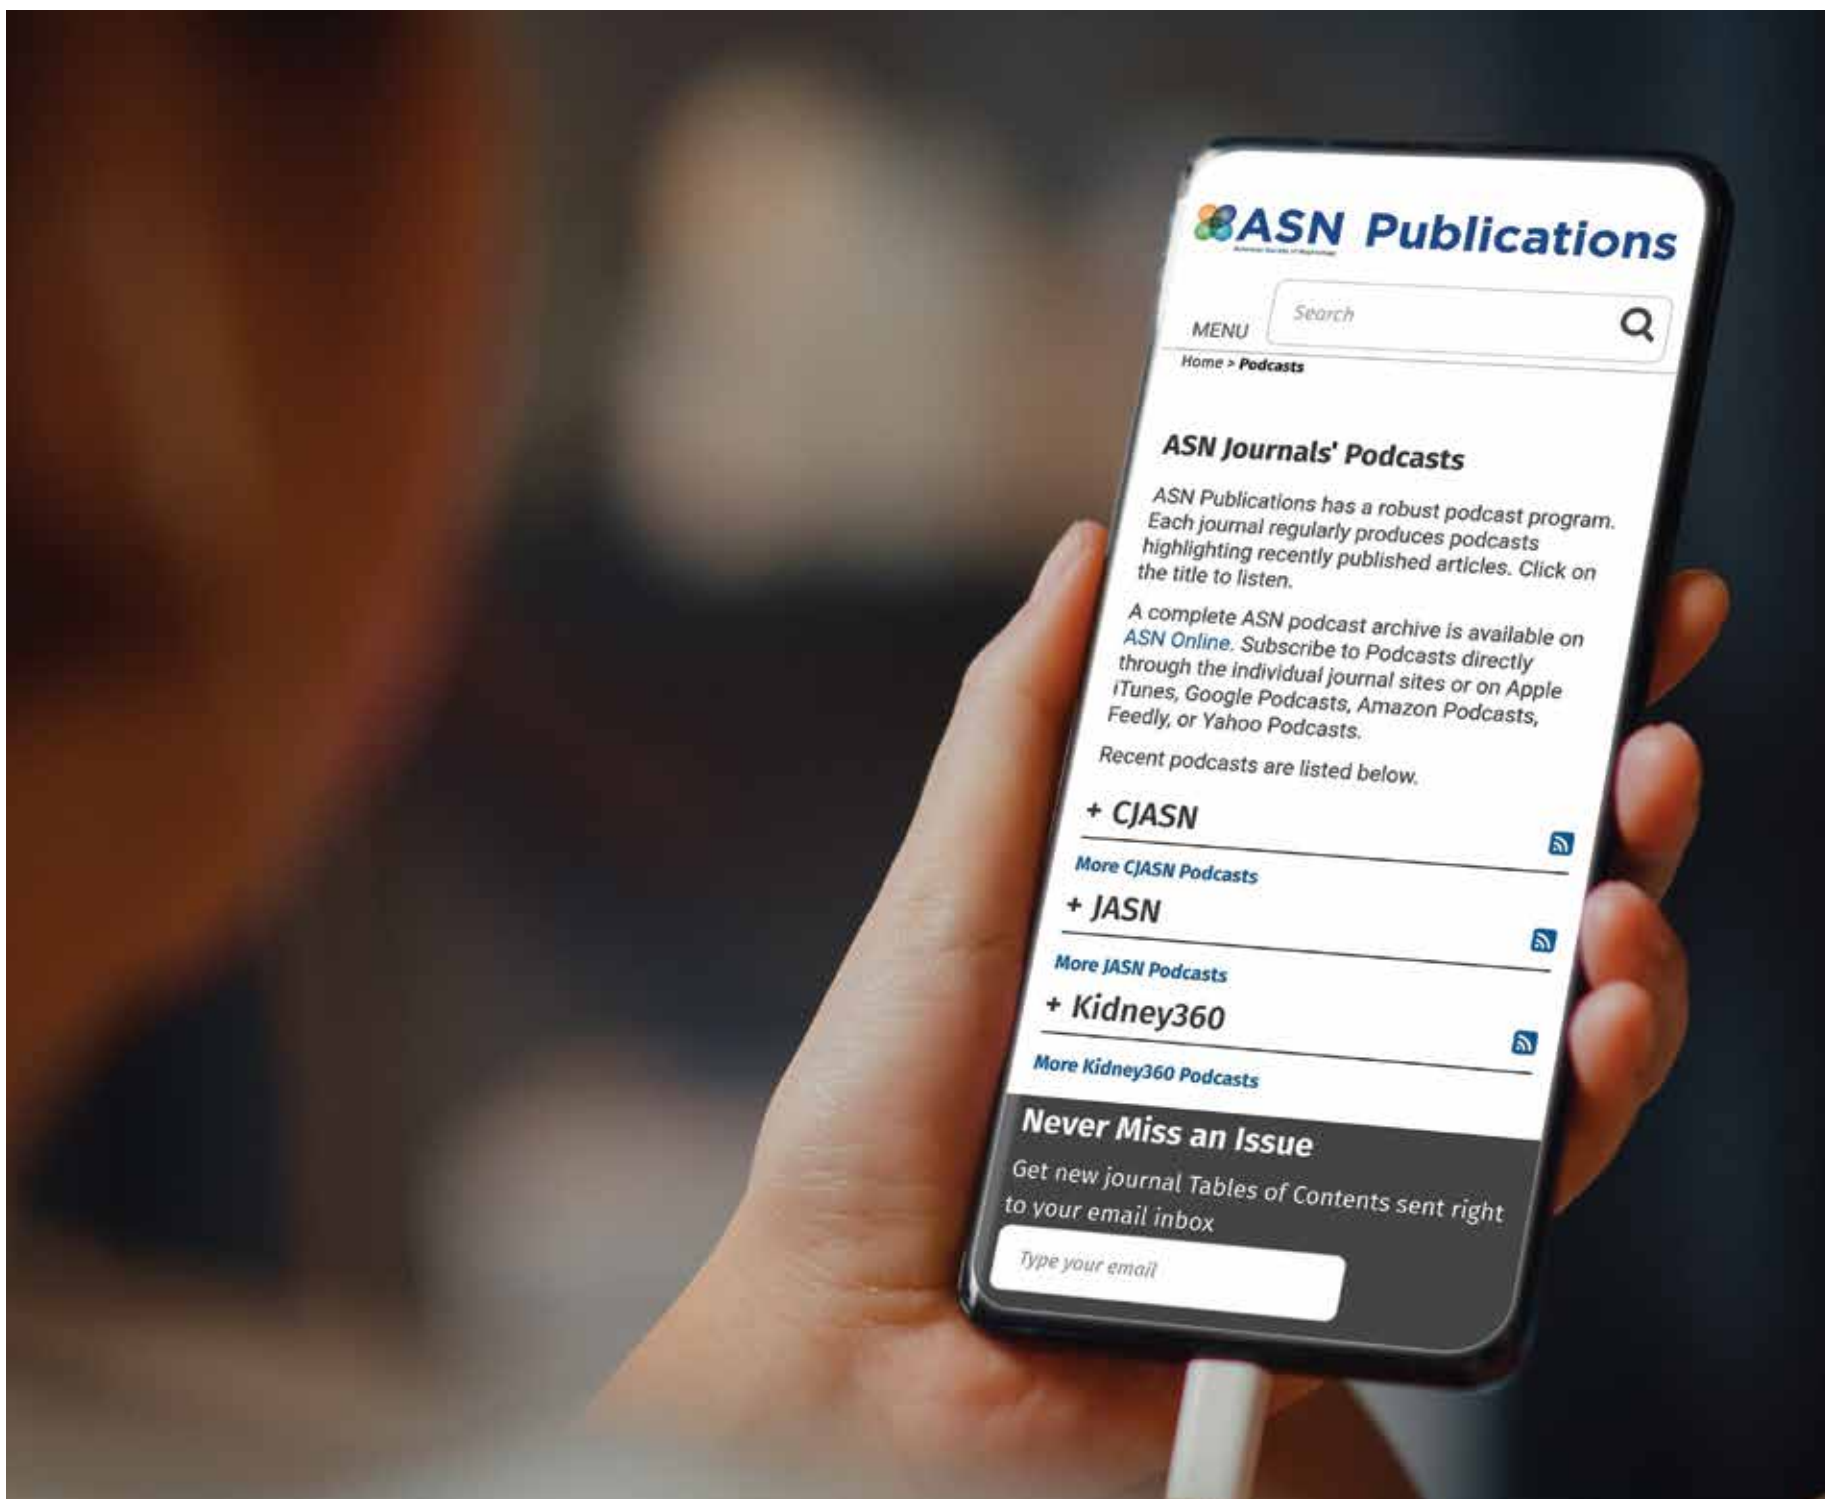 ASN Publications
American Society of Nephrology
MENU
Search
Home > Podcasts
ASN Journals' Podcasts
ASN Publications has a robust podcast program.
Each journal regularly produces podcasts
highlighting recently published articles. Click on
the title to listen.
A complete ASN podcast archive is available on
ASN Online. Subscribe to Podcasts directly
through the individual journal sites or on Apple
iTunes, Google Podcasts, Amazon Podcasts,
Feedly, or Yahoo Podcasts.
Recent podcasts are listed below.
+ CJASN
More CJASN Podcasts
+ JASN
More JASN Podcasts
+ Kidney360
More Kidney360 Podcasts
Never Miss an Issue
Get new journal Tables of Contents sent right
to your email inbox
Type your email